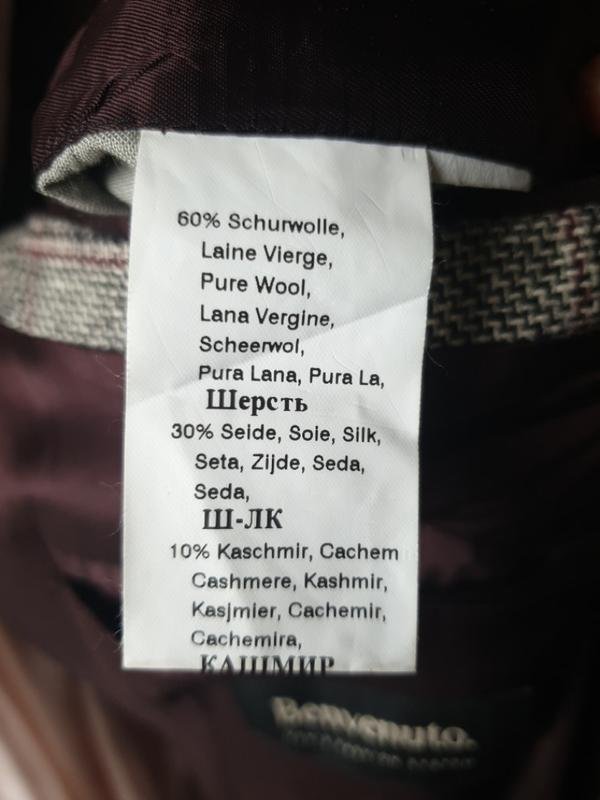 60% Schurwolle,
Laine Vierge,
Pure Wool,
Lana Vergine,
Scheerwol,
Pura Lana, Pura La,
Шерсть
30% Seide, Soie, Silk,
Seta, Zijde, Seda,
Seda,
Ш-ЛК
10% Kaschmir, Cachem
Cashmere, Kashmir,
Kasjmier, Cachemir,
Cachemira,
КАШМИР
Benvenuto.